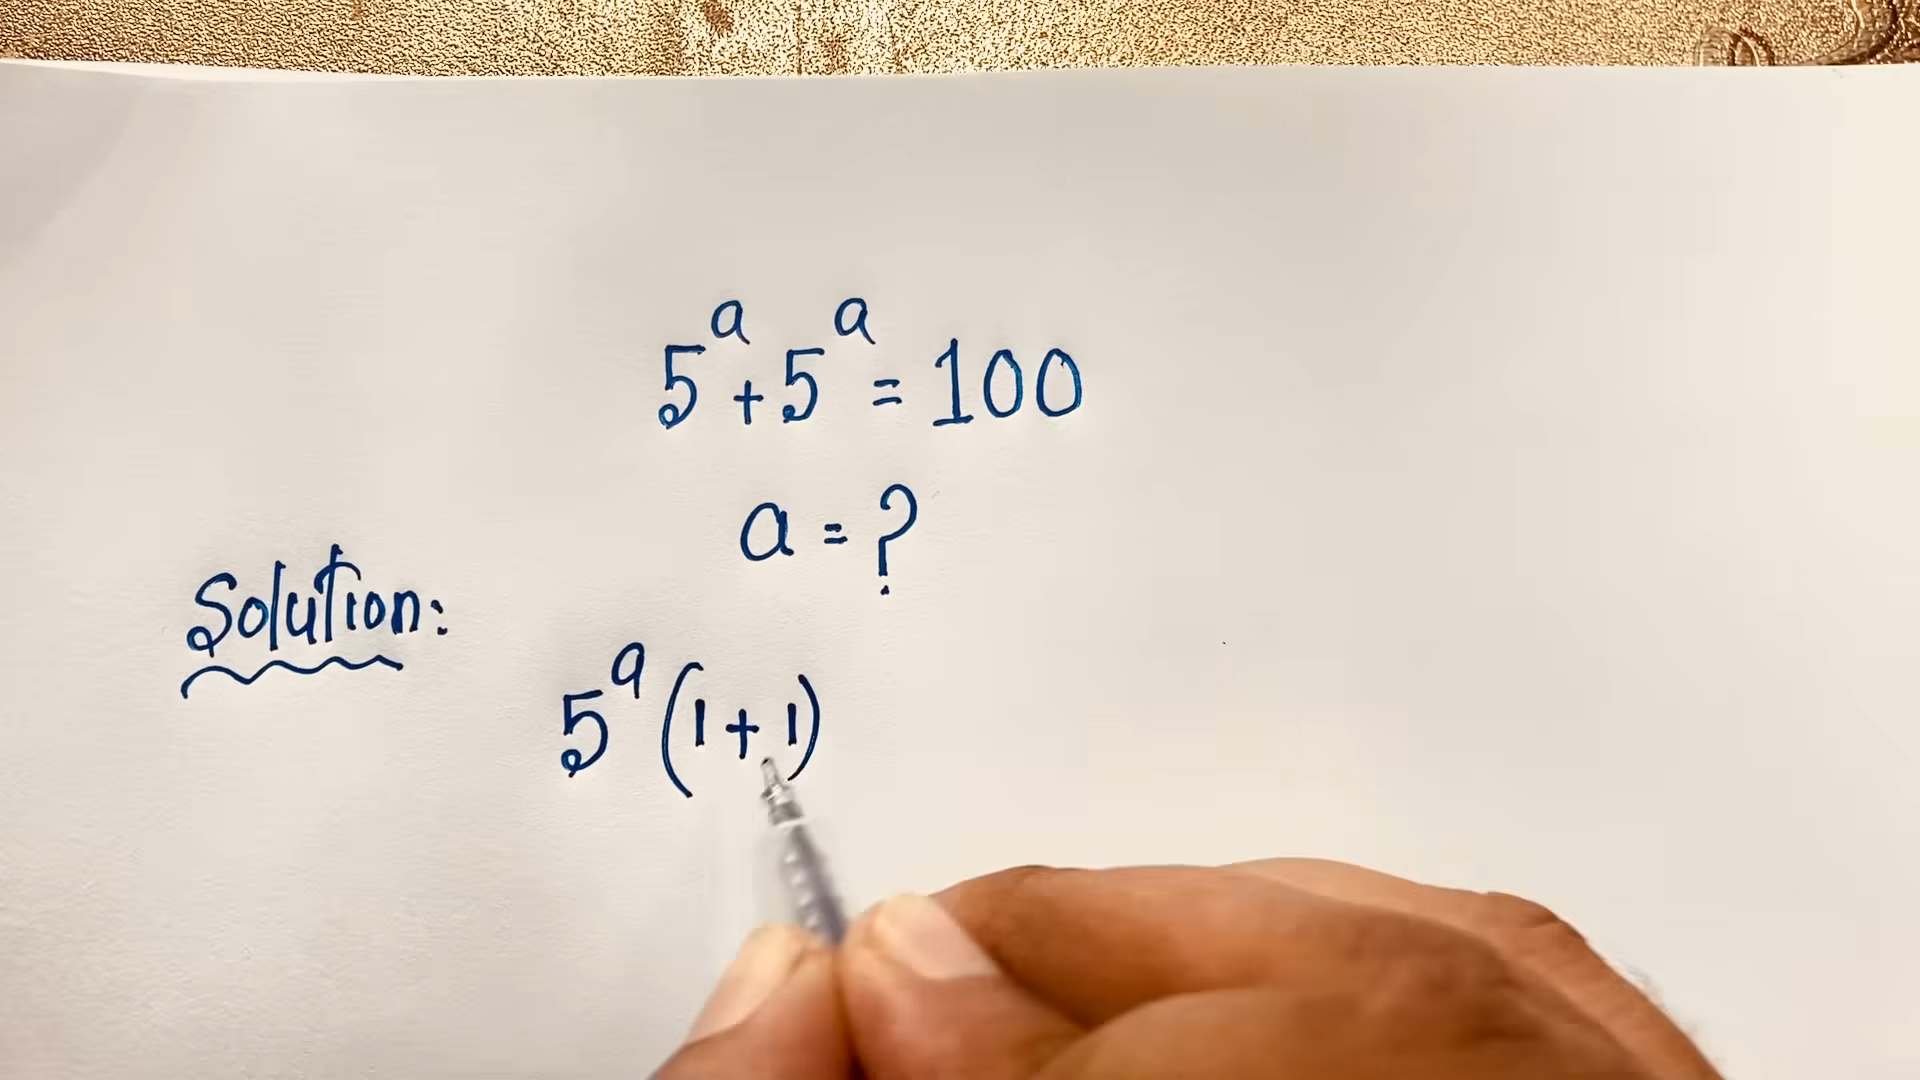 5^a + 5^a = 100
a = ?
Solution:
5^a (1 + 1)